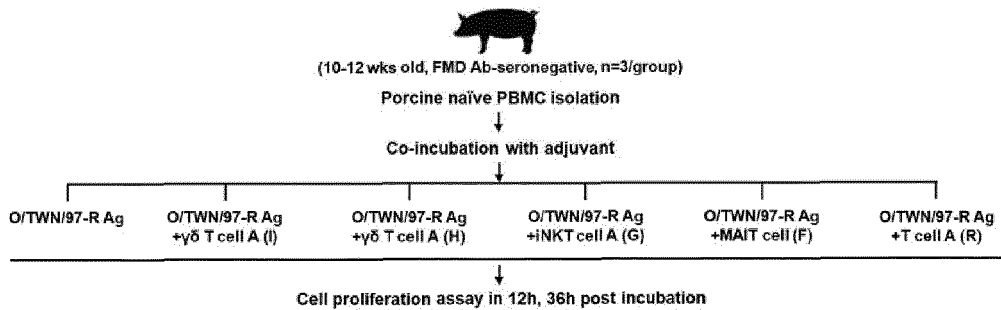 (10-12 wks old, FMD Ab-seronegative, n=3/group)
Porcine naïve PBMC isolation
Co-incubation with adjuvant
O/TWN/97-R Ag
O/TWN/97-R Ag
+γδ T cell A (I)
O/TWN/97-R Ag
+γδ T cell A (H)
O/TWN/97-R Ag
+iNKT cell A (G)
O/TWN/97-R Ag
+MAIT cell (F)
O/TWN/97-R Ag
+T cell A (R)
Cell proliferation assay in 12h, 36h post incubation